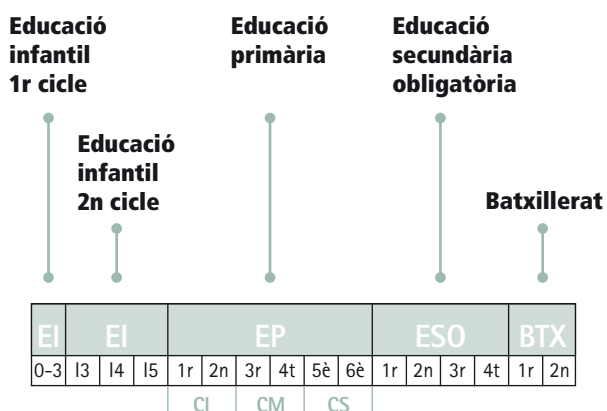 Educació
infantil
1r cicle
Educació
infantil
2n cicle
Educació
primària
Educació
secundària
obligatòria
Batxillerat
EI EI EP ESO BTX
0-3 I3 I4 I5 1r 2n 3r 4t 5è 6è 1r 2n 3r 4t 1r 2n
CI CM CS